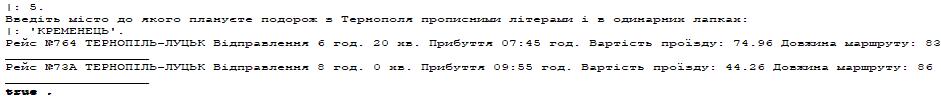 |: 5.
Введіть місто до якого плануєте подорож з Тернополя прописними літерами і в одинарних лапках:
|: 'КРЕМЕНЕЦЬ'.
Рейс №764 ТЕРНОПІЛЬ-ЛУЦЬК Відправлення 6 год. 20 хв. Прибуття 07:45 год. Вартість проїзду: 74.96 Довжина маршруту: 83
____________________
Рейс №73А ТЕРНОПІЛЬ-ЛУЦЬК Відправлення 8 год. 0 хв. Прибуття 09:55 год. Вартість проїзду: 44.26 Довжина маршруту: 86
____________________
true .